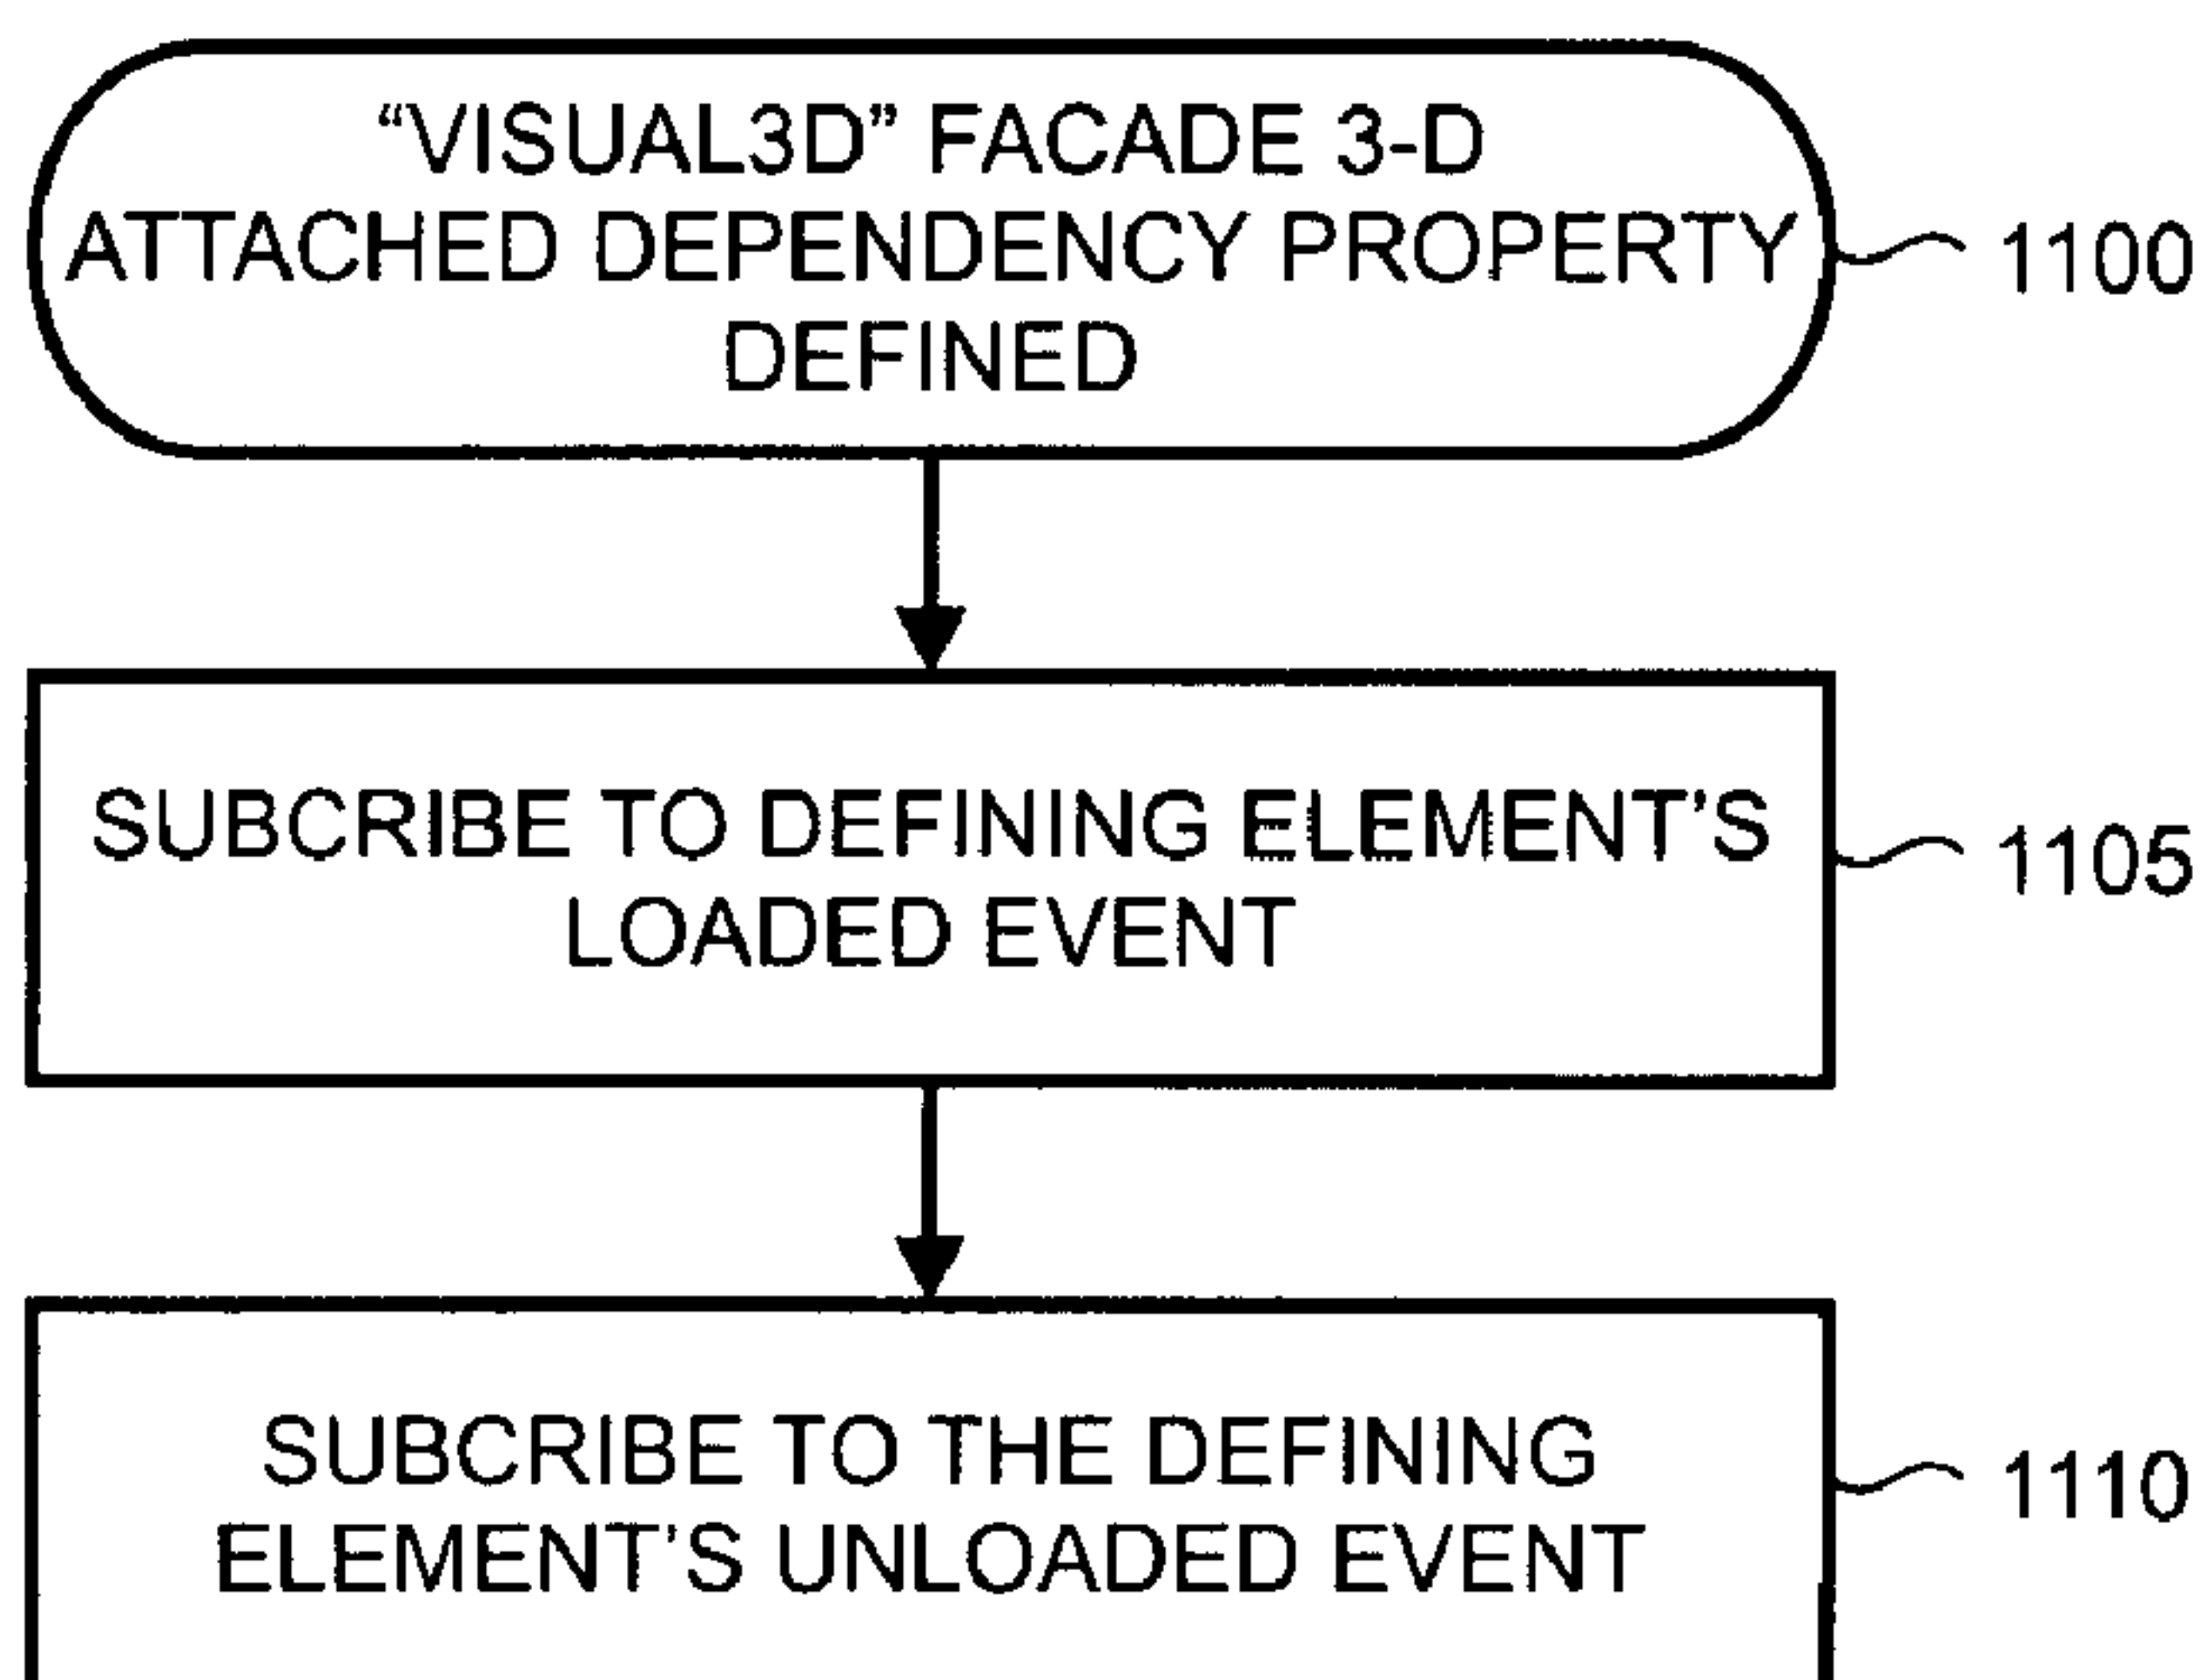 “VISUAL3D” FACADE 3-D
ATTACHED DEPENDENCY PROPERTY
DEFINED
1100
SUBCRIBE TO DEFINING ELEMENT’S
LOADED EVENT
1105
SUBCRIBE TO THE DEFINING
ELEMENT’S UNLOADED EVENT
1110